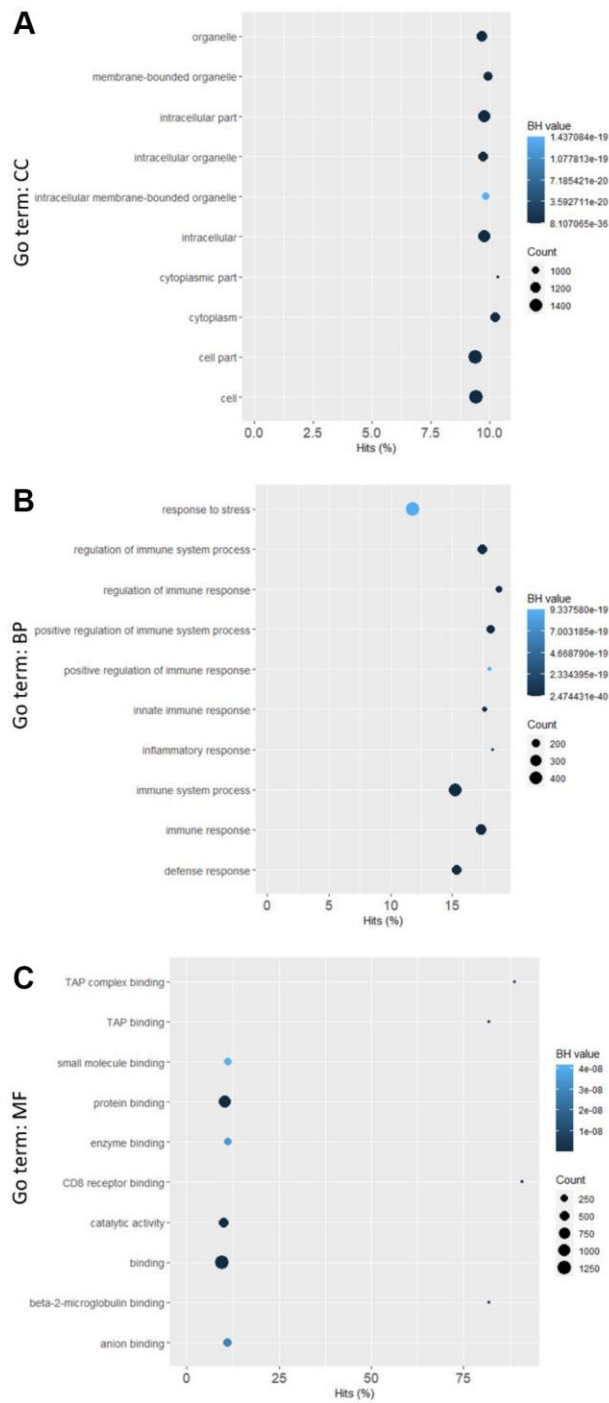 A
Go term: CC
organelle
membrane-bounded organelle
intracellular part
intracellular organelle
intracellular membrane-bounded organelle
intracellular
cytoplasmic part
cytoplasm
cell part
cell
0.0 2.5 5.0 7.5 10.0
Hits (%)
BH value
1.437084e-19
1.077813e-19
7.185421e-20
3.592711e-20
8.107065e-36
Count
1000
1200
1400
B
Go term: BP
response to stress
regulation of immune system process
regulation of immune response
positive regulation of immune system process
positive regulation of immune response
innate immune response
inflammatory response
immune system process
immune response
defense response
0 5 10 15
Hits (%)
BH value
9.337580e-19
7.003185e-19
4.668790e-19
2.334395e-19
2.474431e-40
Count
200
300
400
C
Go term: MF
TAP complex binding
TAP binding
small molecule binding
protein binding
enzyme binding
CD8 receptor binding
catalytic activity
binding
beta-2-microglobulin binding
anion binding
0 25 50 75
Hits (%)
BH value
4e-08
3e-08
2e-08
1e-08
Count
250
500
750
1000
1250